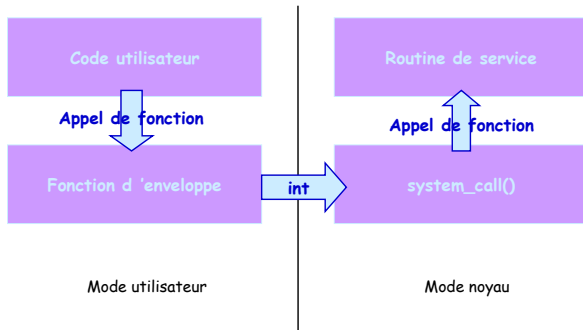 Code utilisateur
Routine de service
Appel de fonction
Appel de fonction
Fonction d ’enveloppe
int
system_call()
Mode utilisateur
Mode noyau